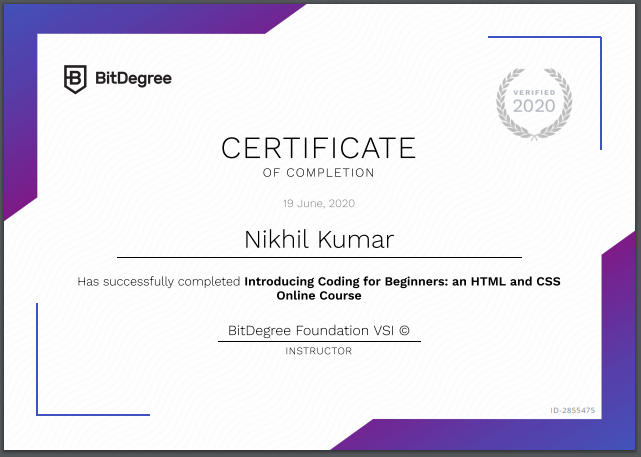 BitDegree
VERIFIED
2020
CERTIFICATE
OF COMPLETION
19 June, 2020
Nikhil Kumar
Has successfully completed Introducing Coding for Beginners: an HTML and CSS
Online Course
BitDegree Foundation VSI ©
INSTRUCTOR
ID-2855475